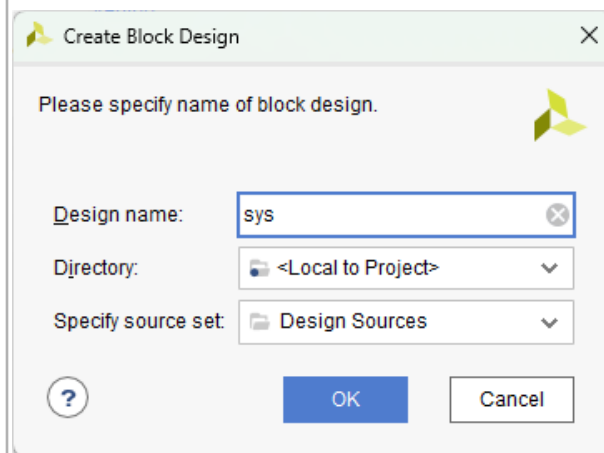 Create Block Design
Please specify name of block design.
Design name: sys
Directory: <Local to Project>
Specify source set: Design Sources
? OK Cancel